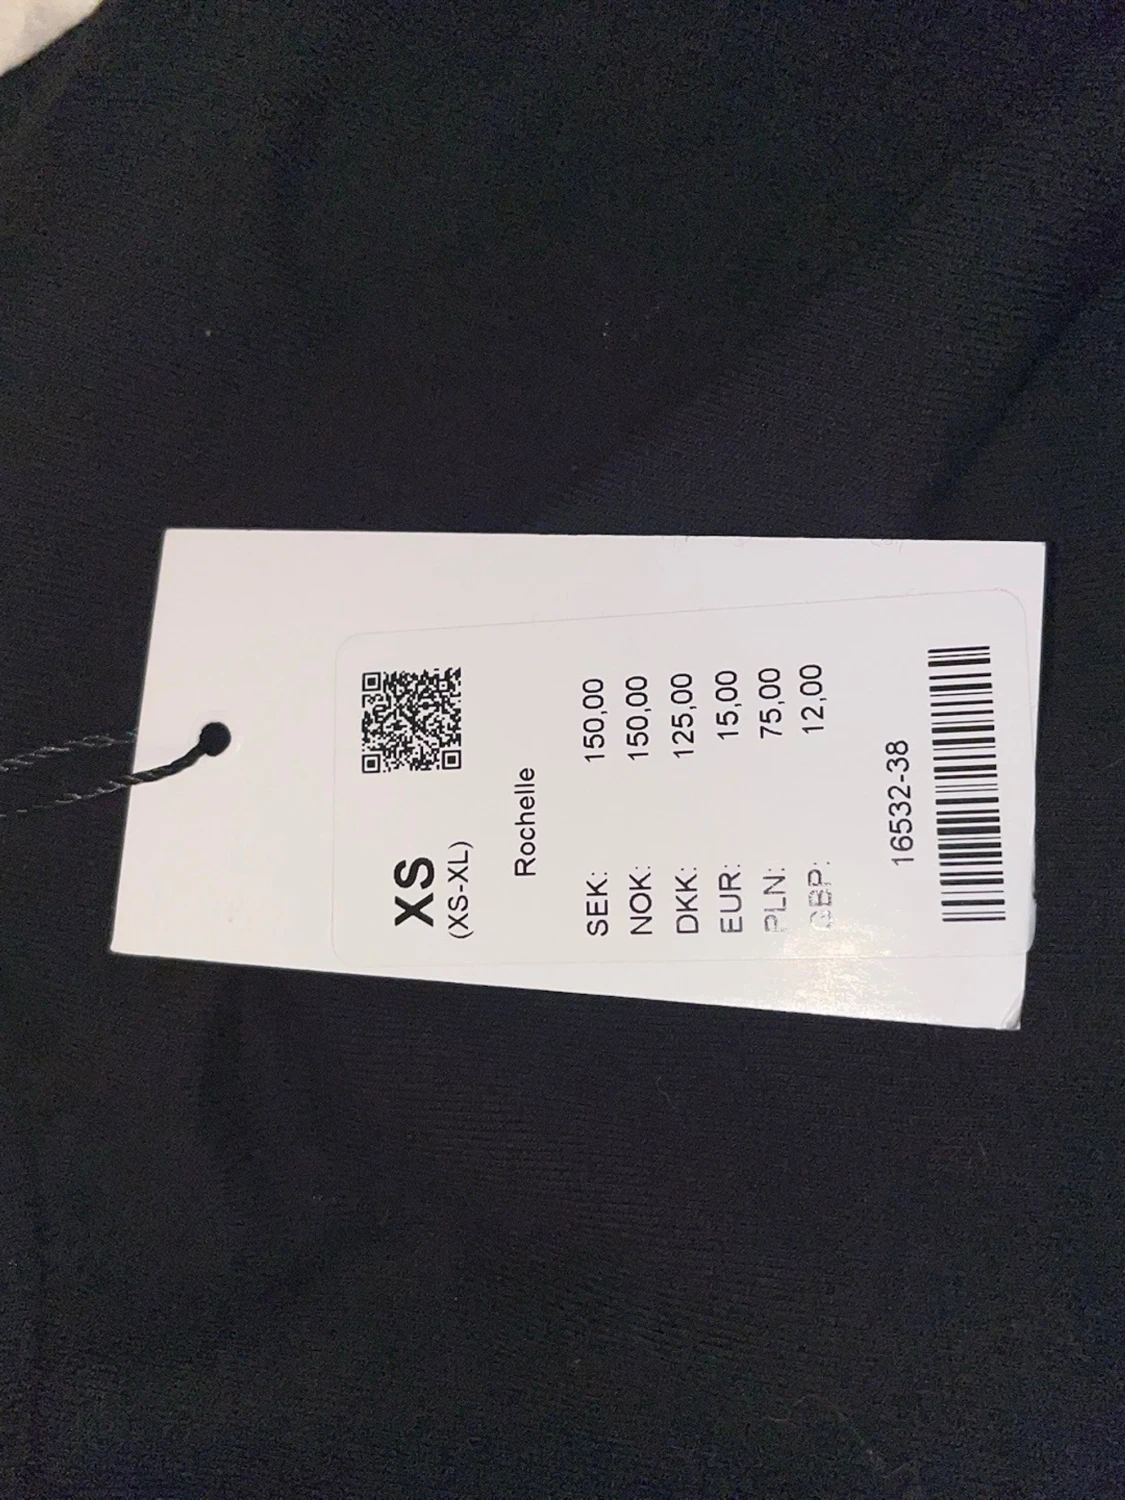 XS
(XS-XL)
Rochelle
SEK: 150,00
NOK: 150,00
DKK: 125,00
EUR: 15,00
PLN: 75,00
GBP: 12,00
16532-38